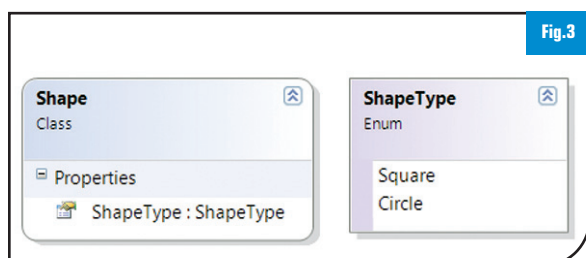 Fig.3
Shape
Class
Properties
ShapeType : ShapeType
ShapeType
Enum
Square
Circle